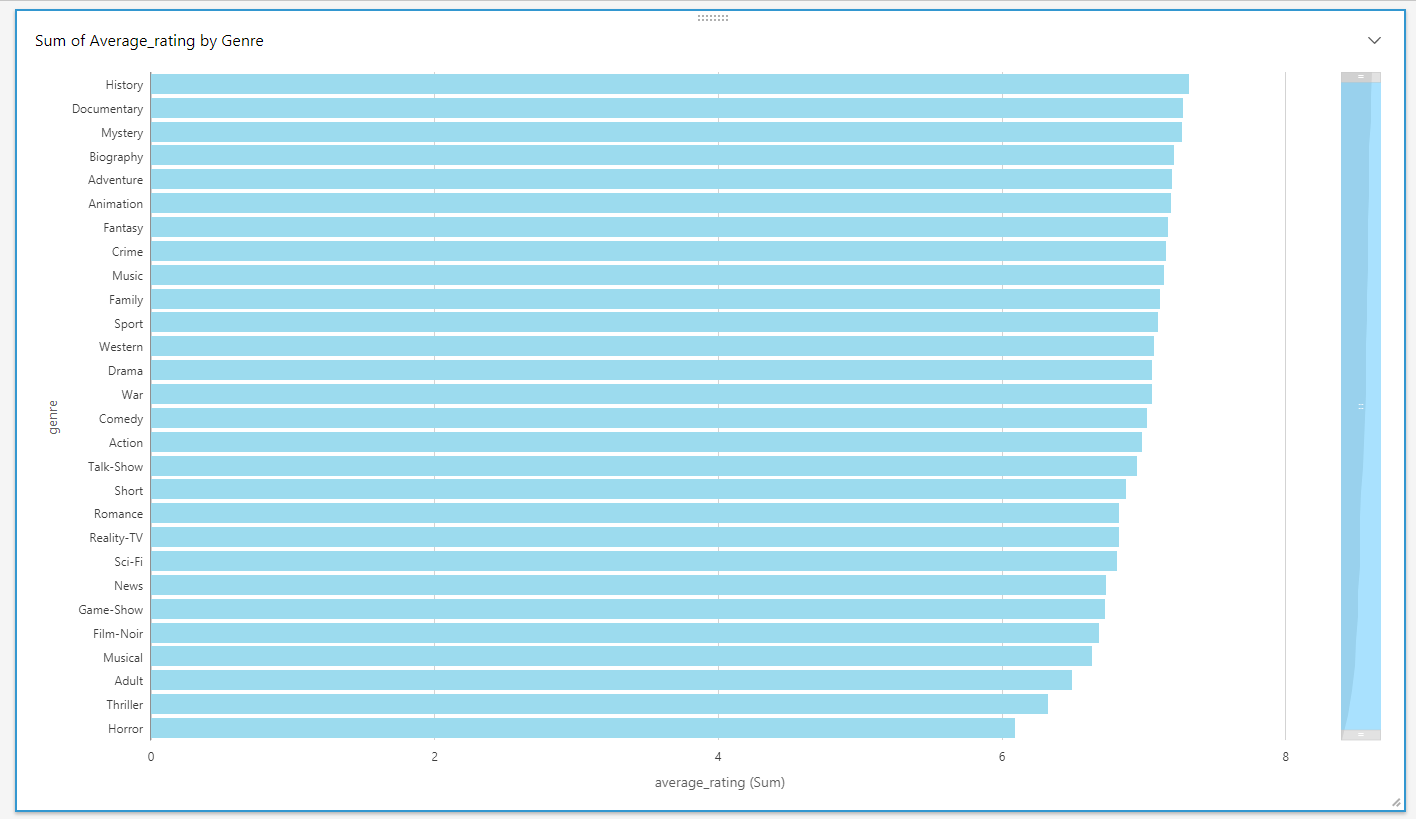 Sum of Average_rating by Genre
History
Documentary
Mystery
Biography
Adventure
Animation
Fantasy
Crime
Music
Family
Sport
Western
Drama
War
Comedy
Action
Talk-Show
Short
Romance
Reality-TV
Sci-Fi
News
Game-Show
Film-Noir
Musical
Adult
Thriller
Horror
genre
0 2 4 6 8
average_rating (Sum)